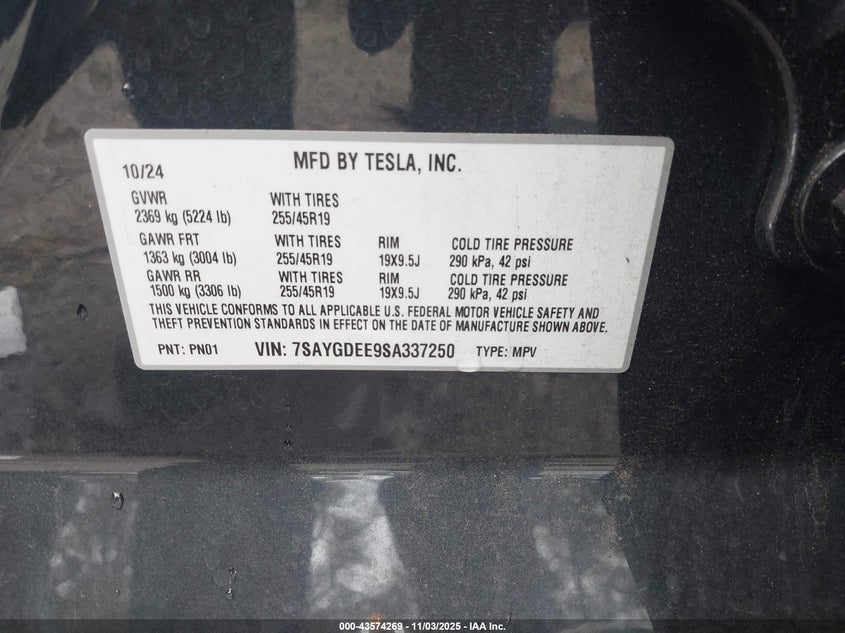 10/24 MFD BY TESLA, INC.
GVWR WITH TIRES
2369 kg (5224 lb) 255/45R19
GAWR FRT WITH TIRES RIM COLD TIRE PRESSURE
1363 kg (3004 lb) 255/45R19 19X9.5J 290 kPa, 42 psi
GAWR RR WITH TIRES RIM COLD TIRE PRESSURE
1500 kg (3306 lb) 255/45R19 19X9.5J 290 kPa, 42 psi
THIS VEHICLE CONFORMS TO ALL APPLICABLE U.S. FEDERAL MOTOR VEHICLE SAFETY AND
THEFT PREVENTION STANDARDS IN EFFECT ON THE DATE OF MANUFACTURE SHOWN ABOVE.
PNT: PN01 VIN: 7SAYGDEE9SA337250 TYPE: MPV
000-43574269 - 11/03/2025 - IAA Inc.